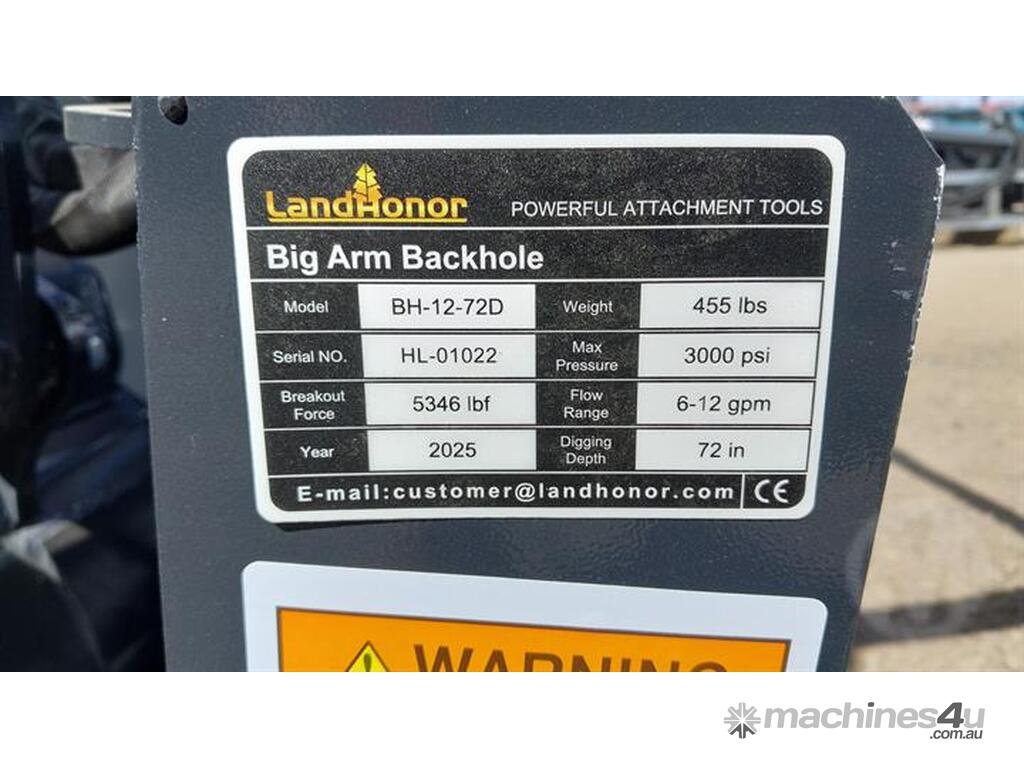 LandHonor POWERFUL ATTACHMENT TOOLS
Big Arm Backhole
Model BH-12-72D Weight 455 lbs
Serial NO. HL-01022 Max Pressure 3000 psi
Breakout Force 5346 lbf Flow Range 6-12 gpm
Year 2025 Digging Depth 72 in
E-mail:customer@landhonor.com CE
WARNING
machines4u
.com.au